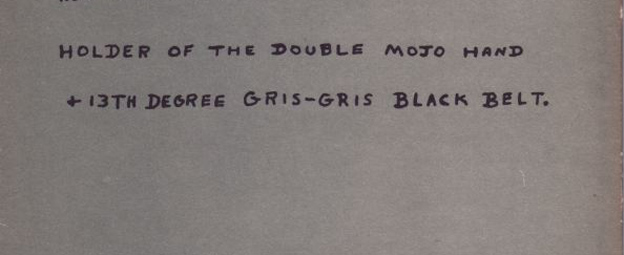 HOLDER OF THE DOUBLE MOJO HAND
+ 13TH DEGREE GRIS-GRIS BLACK BELT.